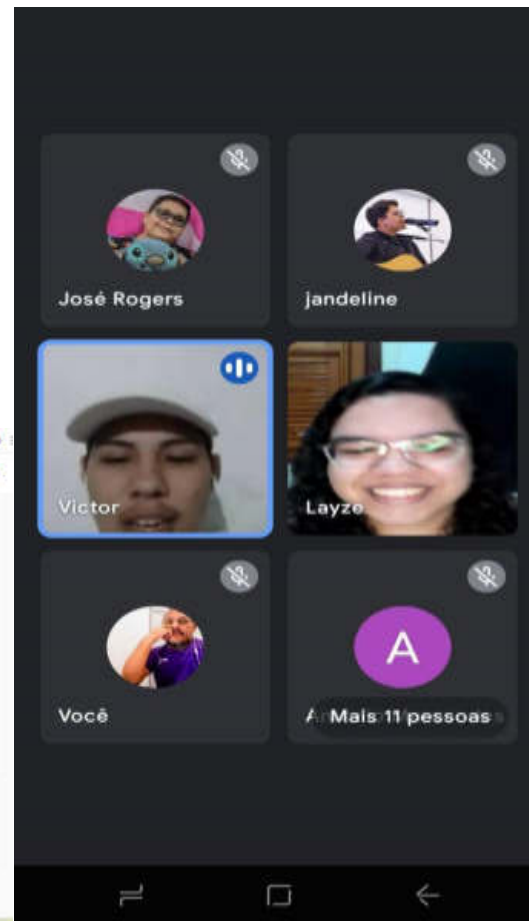 José Rogers
jandeline
Victor
Layze
Você
A
Mais 11 pessoas